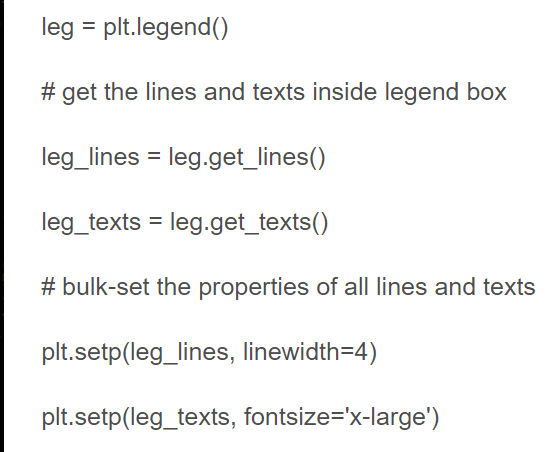 leg = plt.legend()
# get the lines and texts inside legend box
leg_lines = leg.get_lines()
leg_texts = leg.get_texts()
# bulk-set the properties of all lines and texts
plt.setp(leg_lines, linewidth=4)
plt.setp(leg_texts, fontsize='x-large')